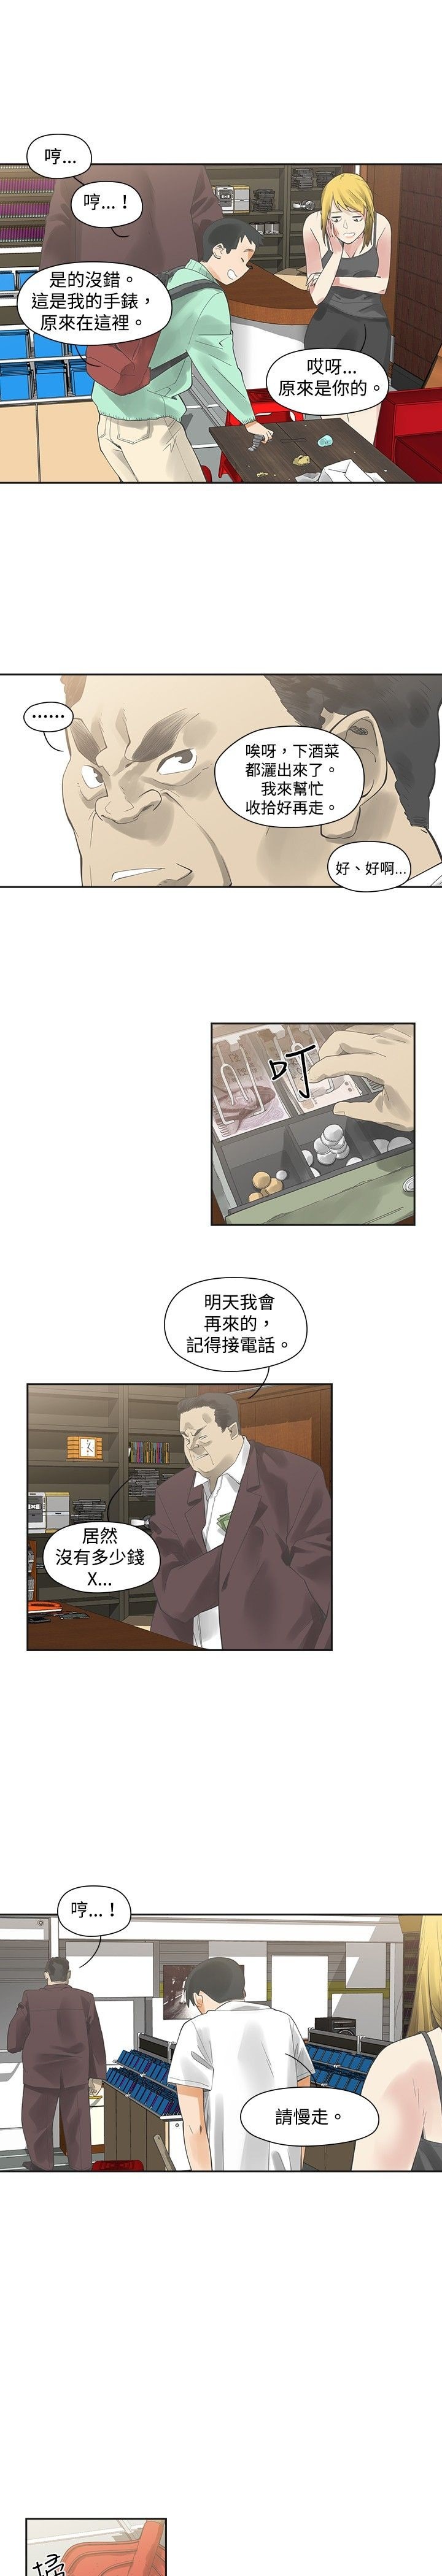 哼...
哼...！
是的沒錯。
這是我的手錶，
原來在這裡。
哎呀...
原來是你的。
......
唉呀，下酒菜
都灑出來了。
我來幫忙
收拾好再走。
好、好啊...
叮
明天我會
再來的，
記得接電話。
居然
沒有多少錢
X...
哼...！
請慢走。
掃